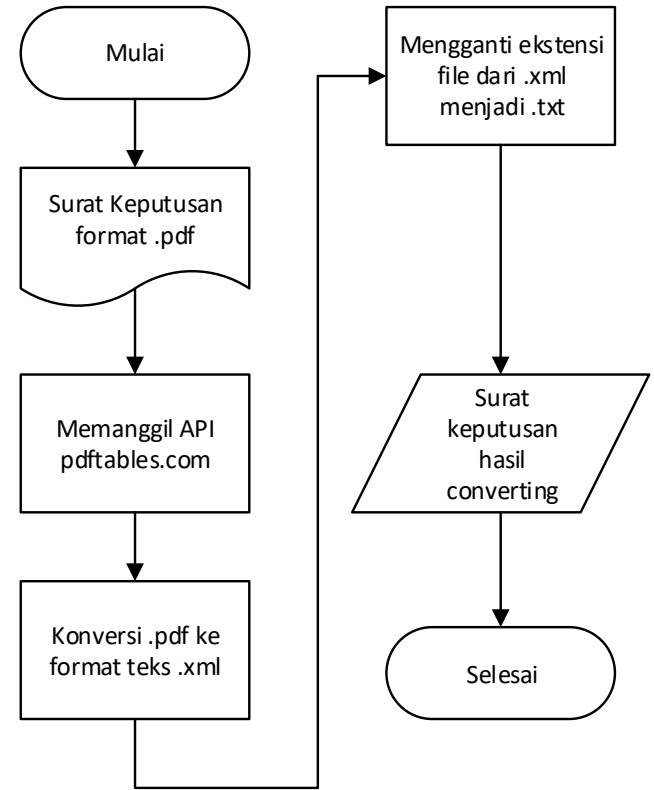 Mulai
Surat Keputusan
format .pdf
Memanggil API
pdftables.com
Konversi .pdf ke
format teks .xml
Mengganti ekstensi
file dari .xml
menjadi .txt
Surat
keputusan
hasil
converting
Selesai